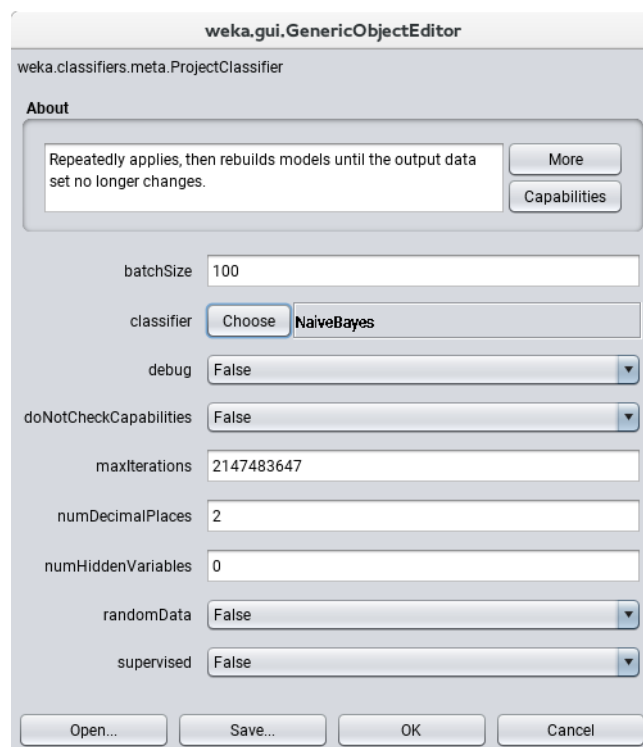 weka.gui.GenericObjectEditor
weka.classifiers.meta.ProjectClassifier
About
Repeatedly applies, then rebuilds models until the output data
set no longer changes.
More
Capabilities
batchSize 100
classifier Choose NaiveBayes
debug False
doNotCheckCapabilities False
maxIterations 2147483647
numDecimalPlaces 2
numHiddenVariables 0
randomData False
supervised False
Open... Save... OK Cancel